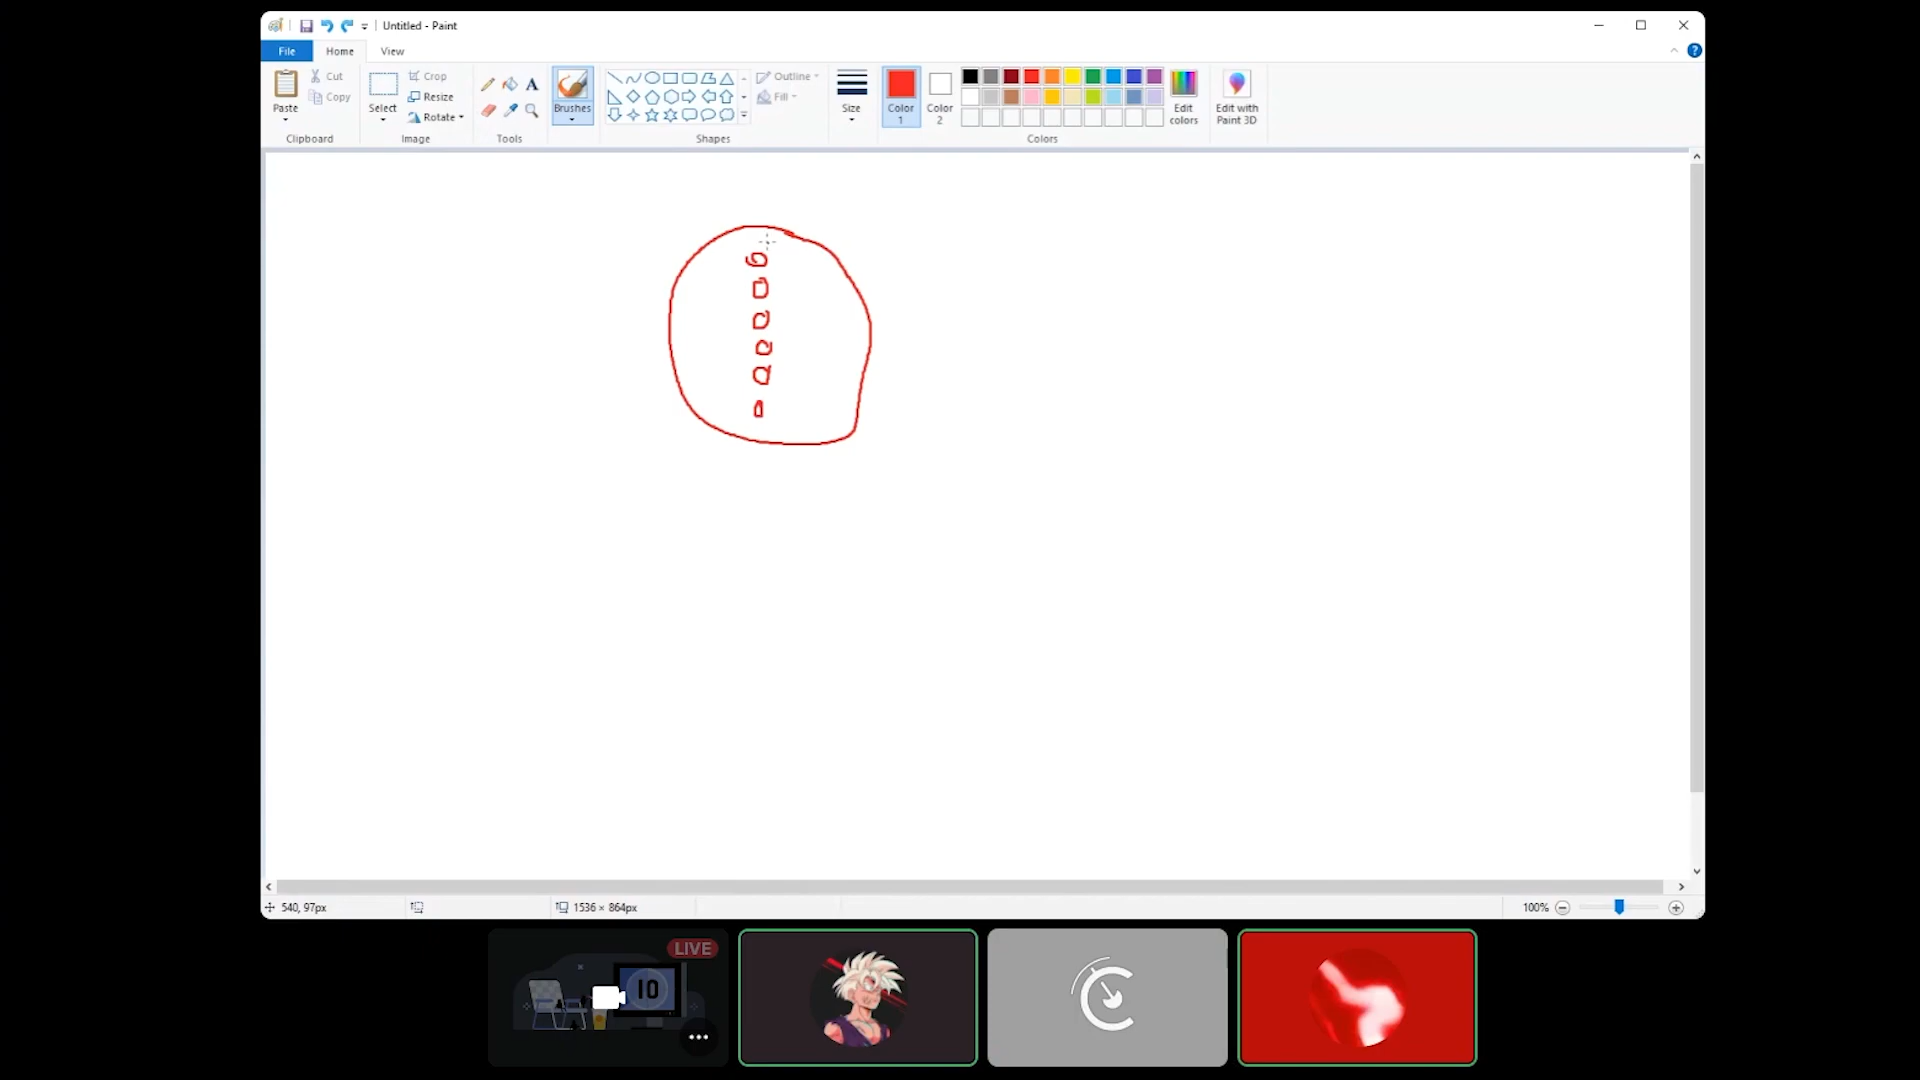 Untitled - Paint
File Home View
Paste
Cut
Copy
Clipboard
Select
Crop
Resize
Rotate
Image
Tools
Brushes
Shapes
Outline
Fill
Size
Color 1
Color 2
Edit colors
Colors
Edit with Paint 3D
540, 97px
1536 × 864px
100%
LIVE
10